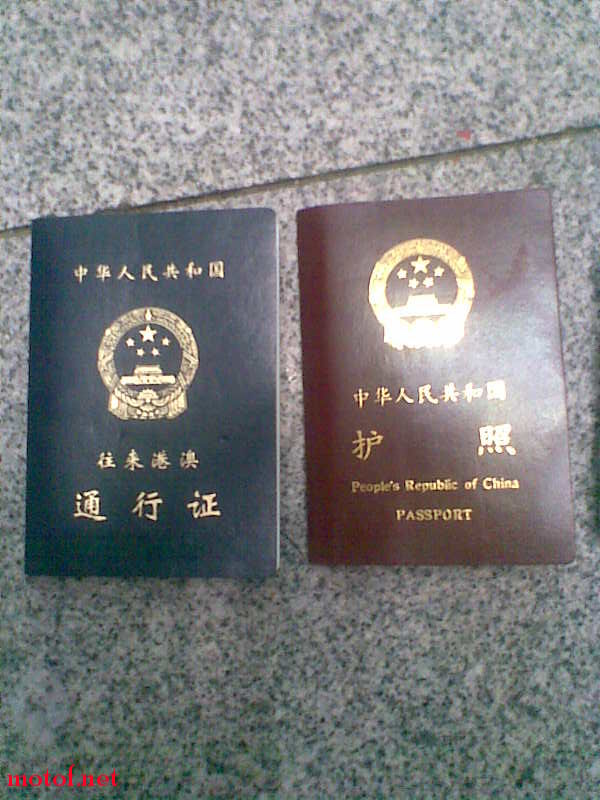 中华人民共和国
往来港澳
通行证
中华人民共和国
护照
People's Republic of China
PASSPORT
motof.net